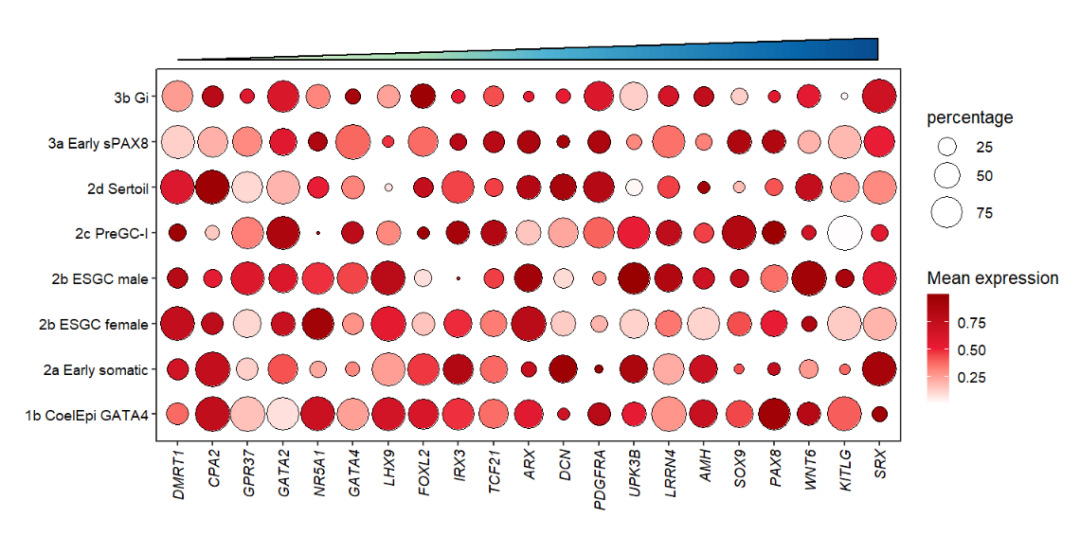 3b Gi
3a Early sPAX8
2d Sertoil
2c PreGC-I
2b ESGC male
2b ESGC female
2a Early somatic
1b CoelEpi GATA4
DMRT1
CPA2
GPR37
GATA2
NR5A1
GATA4
LHX9
FOXL2
IRX3
TCF21
ARX
DCN
PDGFRA
UPK3B
LRRN4
AMH
SOX9
PAX8
WNT6
KITLG
SRX
percentage
25
50
75
Mean expression
0.75
0.50
0.25